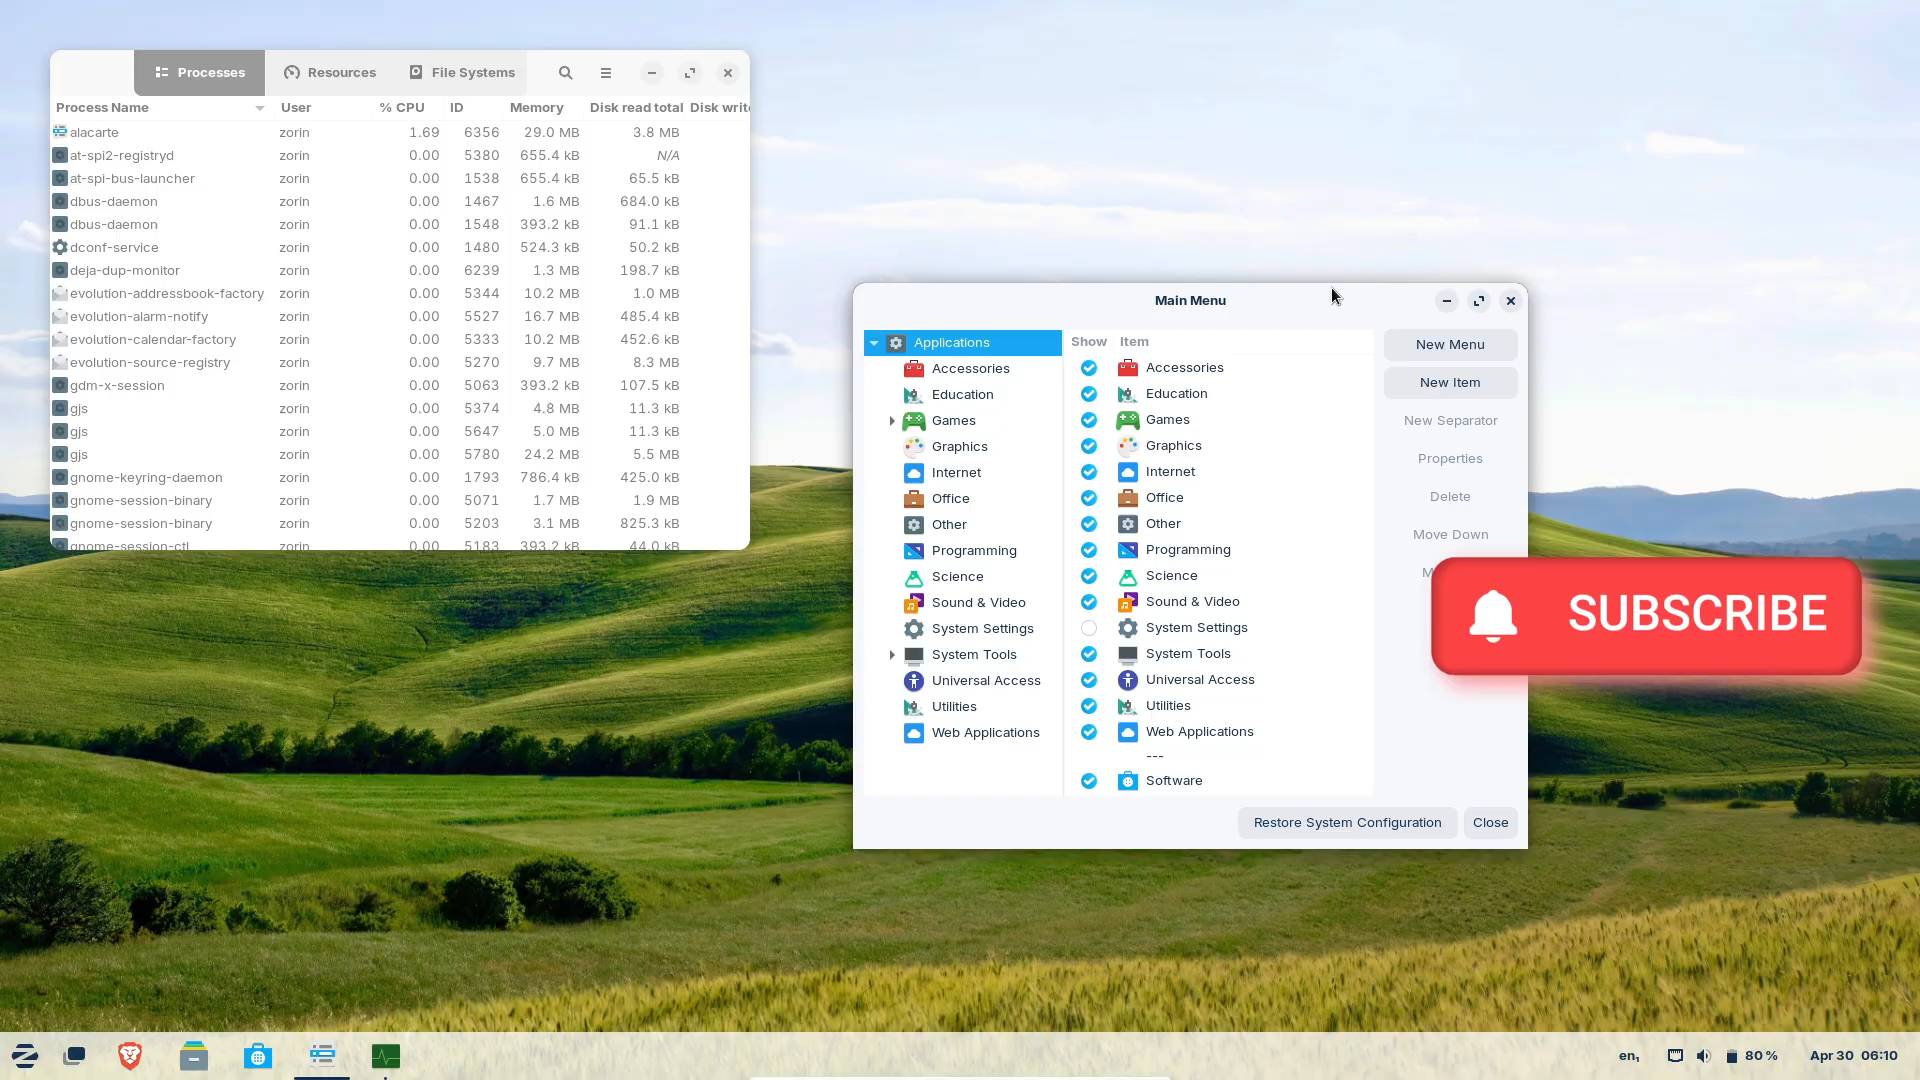 Processes Resources File Systems
Process Name User % CPU ID Memory Disk read total Disk write
alacarte zorin 1.69 6356 29.0 MB 3.8 MB
at-spi2-registryd zorin 0.00 5380 655.4 kB N/A
at-spi-bus-launcher zorin 0.00 1538 655.4 kB 65.5 kB
dbus-daemon zorin 0.00 1467 1.6 MB 684.0 kB
dbus-daemon zorin 0.00 1548 393.2 kB 91.1 kB
dconf-service zorin 0.00 1480 524.3 kB 50.2 kB
deja-dup-monitor zorin 0.00 6239 1.3 MB 198.7 kB
evolution-addressbook-factory zorin 0.00 5344 10.2 MB 1.0 MB
evolution-alarm-notify zorin 0.00 5527 16.7 MB 485.4 kB
evolution-calendar-factory zorin 0.00 5333 10.2 MB 452.6 kB
evolution-source-registry zorin 0.00 5270 9.7 MB 8.3 MB
gdm-x-session zorin 0.00 5063 393.2 kB 107.5 kB
gjs zorin 0.00 5374 4.8 MB 11.3 kB
gjs zorin 0.00 5647 5.0 MB 11.3 kB
gjs zorin 0.00 5780 24.2 MB 5.5 MB
gnome-keyring-daemon zorin 0.00 1793 786.4 kB 425.0 kB
gnome-session-binary zorin 0.00 5071 1.7 MB 1.9 MB
gnome-session-binary zorin 0.00 5203 3.1 MB 825.3 kB
gnome-session-ctl zorin 0.00 5183 393.2 kB 44.0 kB
Main Menu
Applications
Accessories
Education
Games
Graphics
Internet
Office
Other
Programming
Science
Sound & Video
System Settings
System Tools
Universal Access
Utilities
Web Applications
Show Item
Accessories
Education
Games
Graphics
Internet
Office
Other
Programming
Science
Sound & Video
System Settings
System Tools
Universal Access
Utilities
Web Applications
---
Software
New Menu
New Item
New Separator
Properties
Delete
Move Down
SUBSCRIBE
Restore System Configuration Close
en₁ 80 % Apr 30 06:10